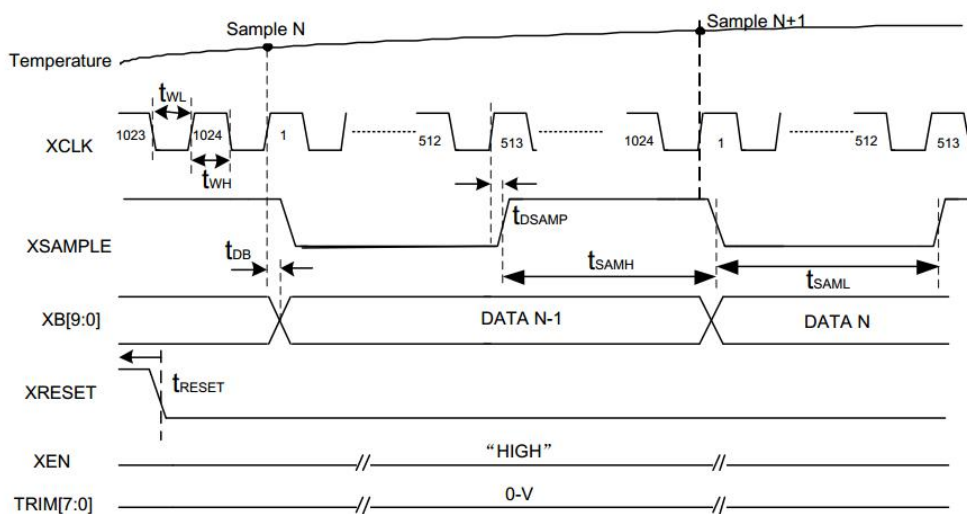 Sample N
Sample N+1
Temperature
tWL
1023 1024 1 512 513 1024 1 512 513
XCLK
tWH
tDSAMP
XSAMPLE
tDB
tSAMH
tSAML
XB[9:0]
DATA N-1
DATA N
XRESET
tRESET
XEN
“HIGH”
TRIM[7:0]
0-V